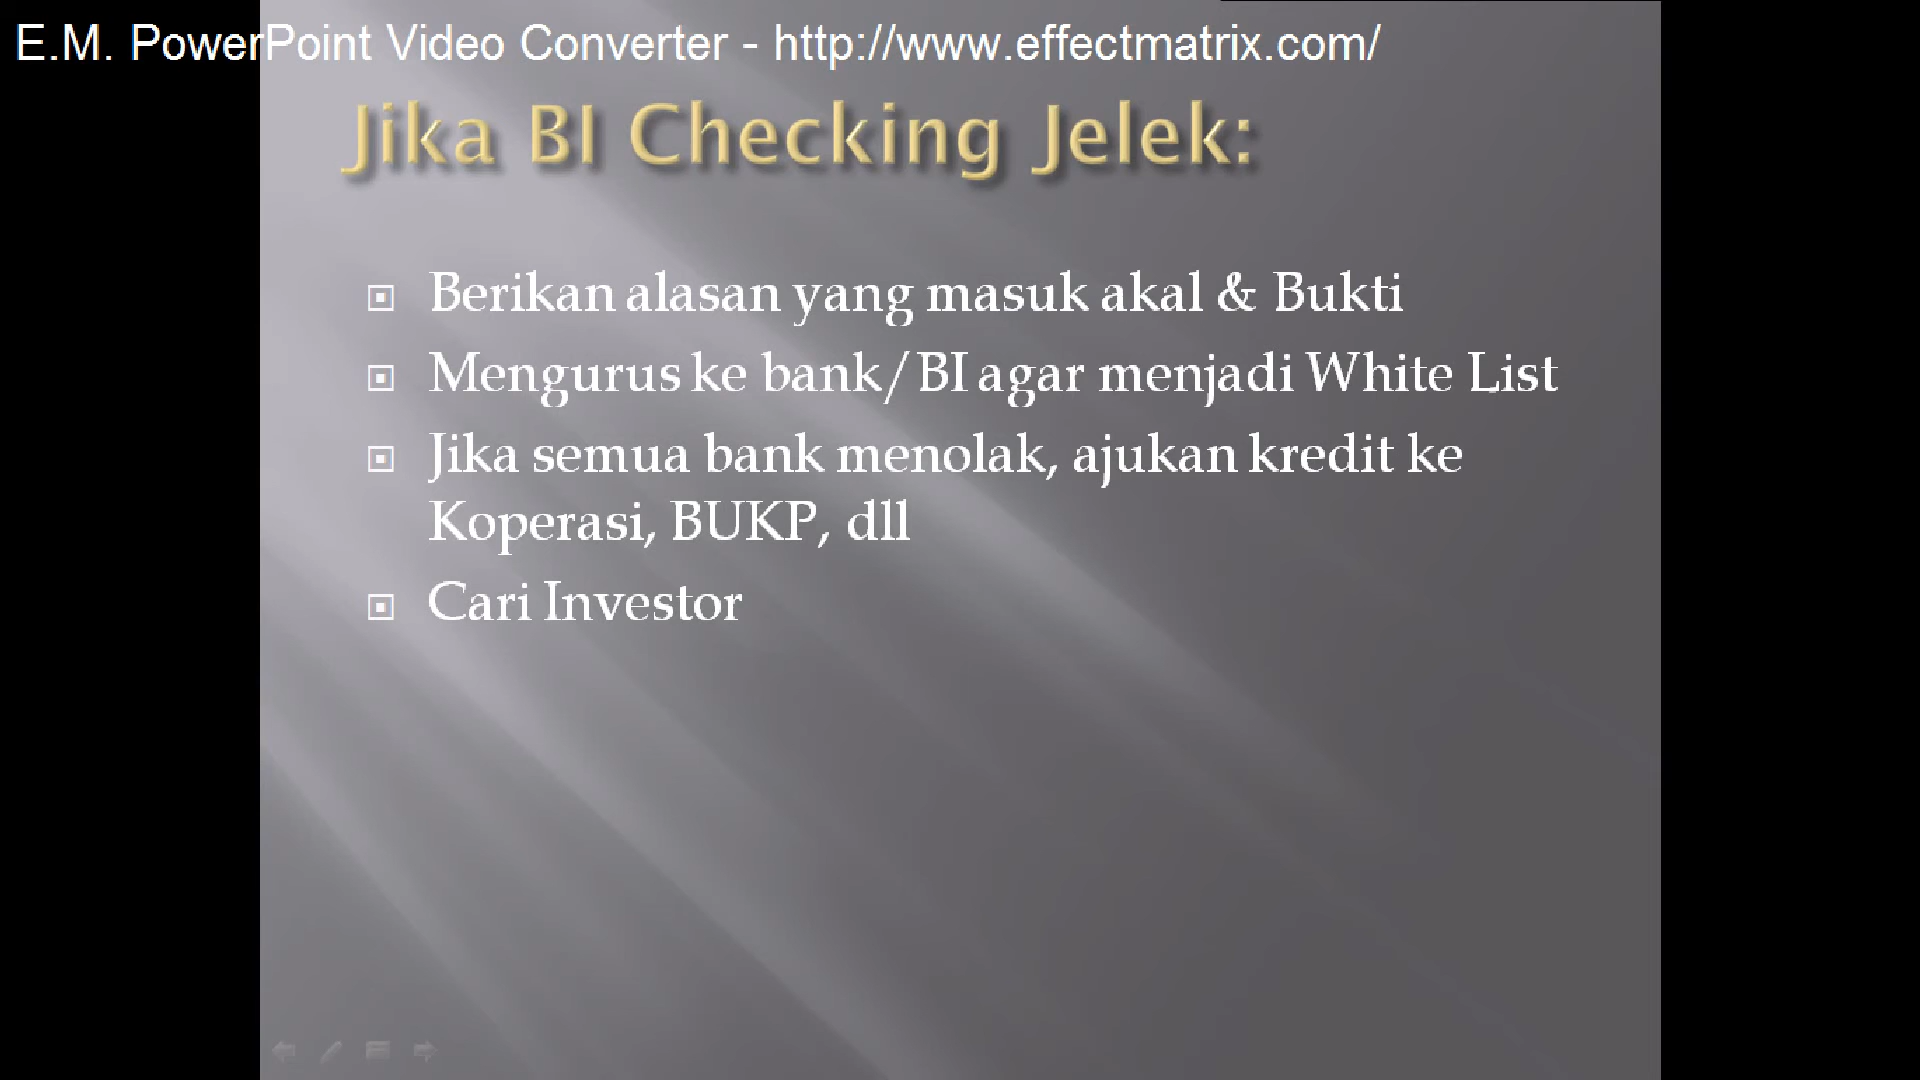 E.M. PowerPoint Video Converter - http://www.effectmatrix.com/
Jika BI Checking Jelek:
Berikan alasan yang masuk akal & Bukti
Mengurus ke bank/BI agar menjadi White List
Jika semua bank menolak, ajukan kredit ke
Koperasi, BUKP, dll
Cari Investor